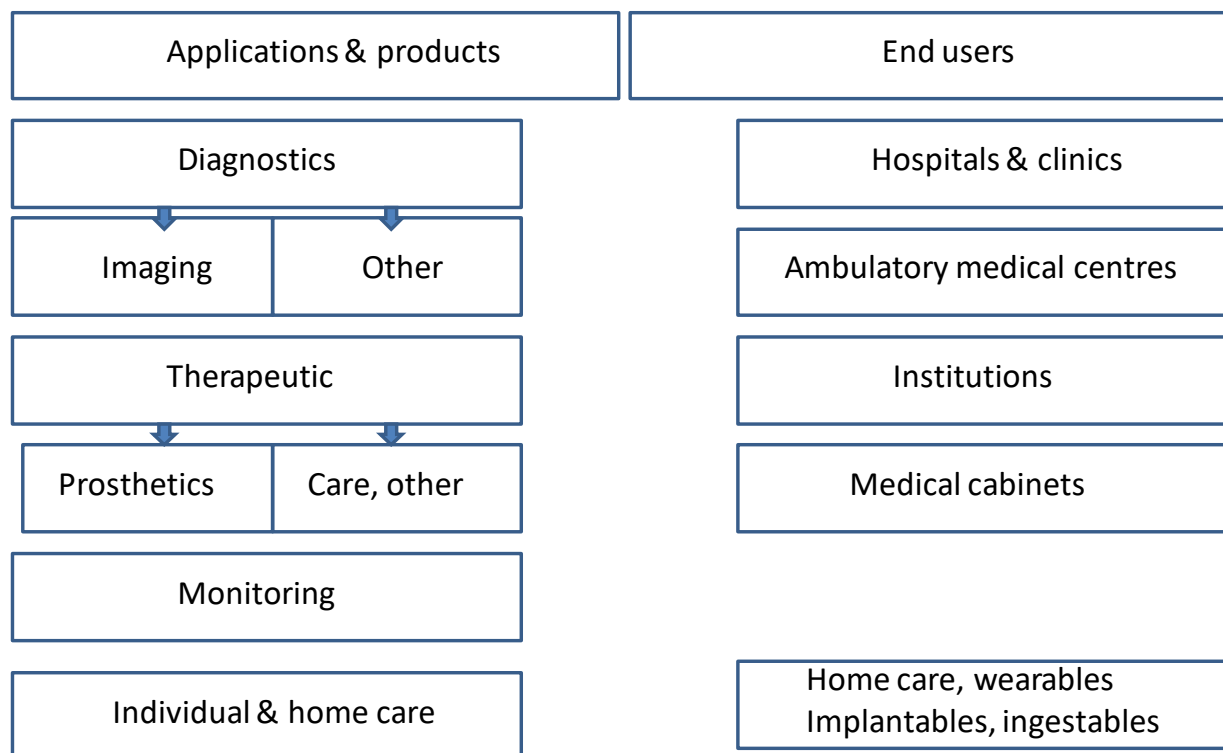 Applications & products
End users
Diagnostics
Hospitals & clinics
Imaging
Other
Ambulatory medical centres
Therapeutic
Institutions
Prosthetics
Care, other
Medical cabinets
Monitoring
Individual & home care
Home care, wearables
Implantables, ingestables